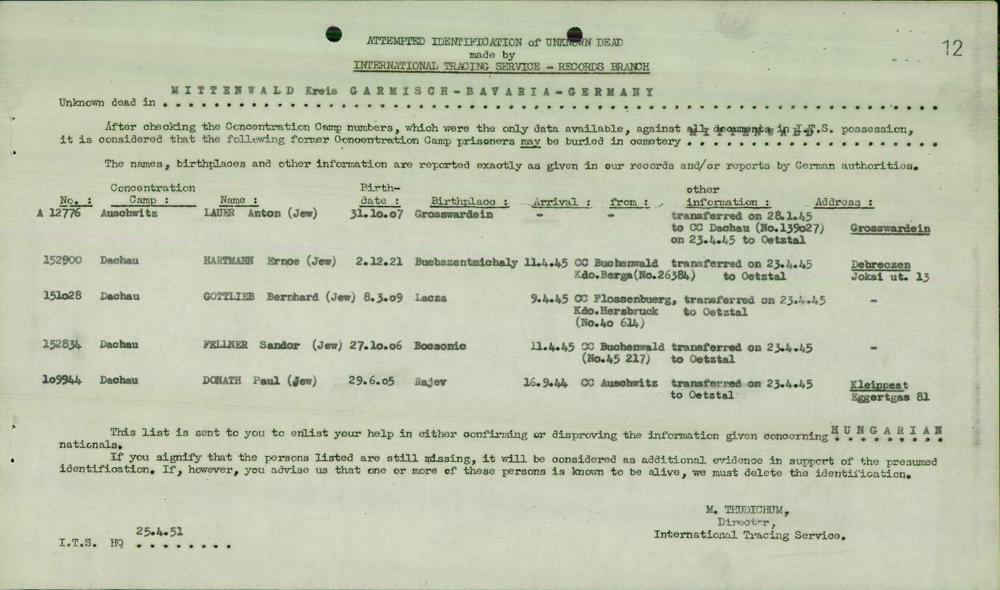 12
ATTEMPTED IDENTIFICATION of UNKNOWN DEAD
made by
INTERNATIONAL TRACING SERVICE - RECORDS BRANCH
Unknown dead in MITTENWALD Kreis GARMISCH-BAVARIA-GERMANY
After checking the Concentration Camp numbers, which were the only data available, against all documents in I.T.S. possession,
it is considered that the following former Concentration Camp prisoners may be buried in cemetery MITTENWALD
The names, birthplaces and other information are reported exactly as given in our records and/or reports by German authorities.
No. : Concentration Camp : Name : Birth-date : Birthplace : Arrival : from : other information : Address :
A 12776 Auschwitz LAUER Anton (Jew) 31.1o.o7 Grosswardein - - transferred on 28.1.45
to CC Dachau (No.139o27) Grosswardein
on 23.4.45 to Oetztal
152900 Dachau HARTMANN Ernoe (Jew) 2.12.21 Buebszentmichaly 11.4.45 CC Buchenwald transferred on 23.4.45 Debreczen
Kdo.Berga(No.26384) to Oetztal Jokai ut. 13
151o28 Dachau GOTTLIEB Bernhard (Jew) 8.3.o9 Lacza 9.4.45 CC Flossenbuerg, transferred on 23.4.45 -
Kdo.Hersbruck to Oetztal
(No.4o 614)
152834 Dachau FELLNER Sandor (Jew) 27.1o.o6 Bocsonic 11.4.45 CC Buchenwald transferred on 23.4.45 -
(No.45 217) to Oetztal
1o9944 Dachau DONATH Paul (Jew) 29.6.o5 Rajev 16.9.44 CC Auschwitz transferred on 23.4.45 Kleinpest
to Oetztal Eggertgas 81
This list is sent to you to enlist your help in either confirming or disproving the information given concerning HUNGARIAN
nationals.
If you signify that the persons listed are still missing, it will be considered as additional evidence in support of the presumed
identification. If, however, you advise us that one or more of these persons is known to be alive, we must delete the identification.
M. THUDICHUM,
Director,
International Tracing Service.
I.T.S. HQ 25.4.51